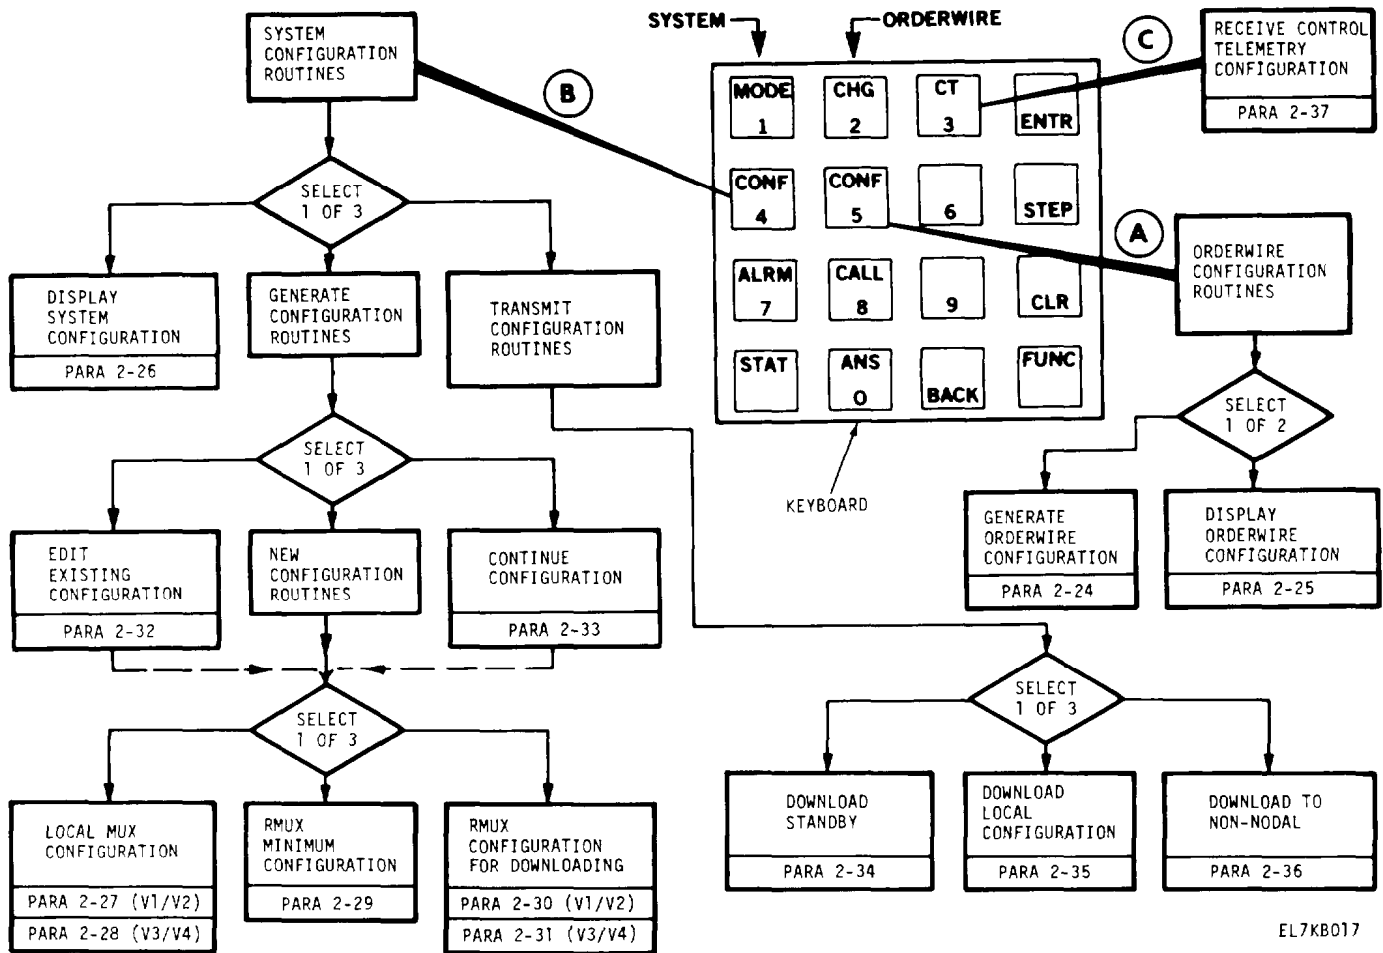 SYSTEM
CONFIGURATION
ROUTINES
B
SYSTEM
ORDERWIRE
C
RECEIVE CONTROL
TELEMETRY
CONFIGURATION
PARA 2-37
MODE
1
CHG
2
CT
3
ENTR
CONF
4
CONF
5
6
STEP
ALRM
7
CALL
8
9
CLR
STAT
ANS
0
BACK
FUNC
KEYBOARD
A
ORDERWIRE
CONFIGURATION
ROUTINES
SELECT
1 OF 2
GENERATE
ORDERWIRE
CONFIGURATION
PARA 2-24
DISPLAY
ORDERWIRE
CONFIGURATION
PARA 2-25
SELECT
1 OF 3
DISPLAY
SYSTEM
CONFIGURATION
PARA 2-26
GENERATE
CONFIGURATION
ROUTINES
TRANSMIT
CONFIGURATION
ROUTINES
SELECT
1 OF 3
EDIT
EXISTING
CONFIGURATION
PARA 2-32
NEW
CONFIGURATION
ROUTINES
CONTINUE
CONFIGURATION
PARA 2-33
SELECT
1 OF 3
LOCAL MUX
CONFIGURATION
PARA 2-27 (V1/V2)
PARA 2-28 (V3/V4)
RMUX
MINIMUM
CONFIGURATION
PARA 2-29
RMUX
CONFIGURATION
FOR DOWNLOADING
PARA 2-30 (V1/V2)
PARA 2-31 (V3/V4)
SELECT
1 OF 3
DOWNLOAD
STANDBY
PARA 2-34
DOWNLOAD
LOCAL
CONFIGURATION
PARA 2-35
DOWNLOAD TO
NON-NODAL
PARA 2-36
EL7KB017